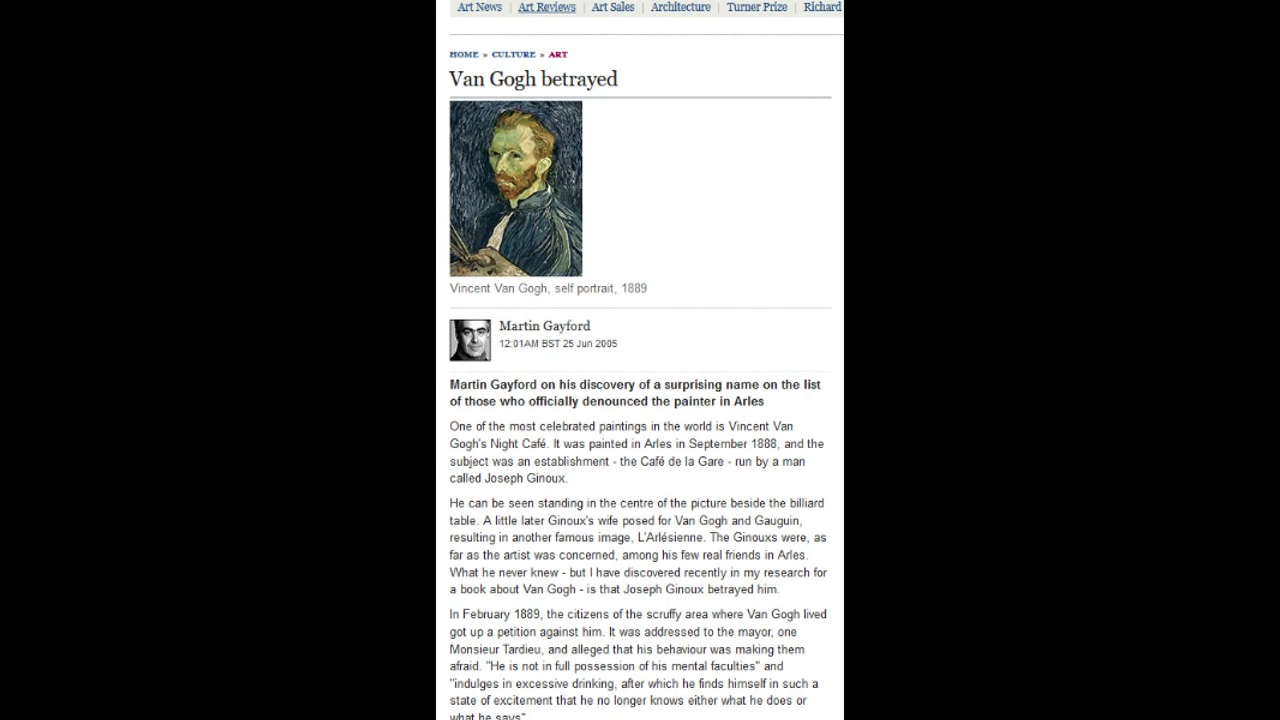 Art News | Art Reviews | Art Sales | Architecture | Turner Prize | Richard
HOME » CULTURE » ART
Van Gogh betrayed
Vincent Van Gogh, self portrait, 1889
Martin Gayford
12:01AM BST 25 Jun 2005
Martin Gayford on his discovery of a surprising name on the list
of those who officially denounced the painter in Arles
One of the most celebrated paintings in the world is Vincent Van
Gogh's Night Café. It was painted in Arles in September 1888, and the
subject was an establishment - the Café de la Gare - run by a man
called Joseph Ginoux.
He can be seen standing in the centre of the picture beside the billiard
table. A little later Ginoux's wife posed for Van Gogh and Gauguin,
resulting in another famous image, L'Arlésienne. The Ginouxs were, as
far as the artist was concerned, among his few real friends in Arles.
What he never knew - but I have discovered recently in my research for
a book about Van Gogh - is that Joseph Ginoux betrayed him.
In February 1889, the citizens of the scruffy area where Van Gogh lived
got up a petition against him. It was addressed to the mayor, one
Monsieur Tardieu, and alleged that his behaviour was making them
afraid. "He is not in full possession of his mental faculties" and
"indulges in excessive drinking, after which he finds himself in such a
state of excitement that he no longer knows either what he does or
what he says".